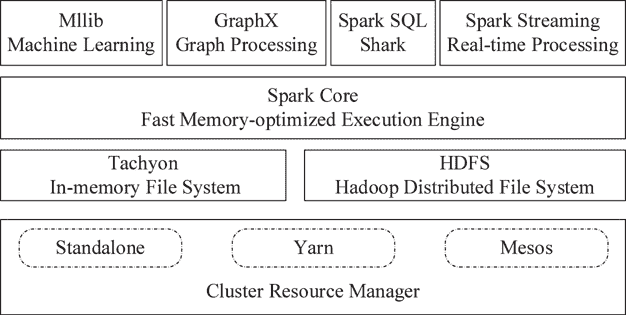 Mllib
Machine Learning
GraphX
Graph Processing
Spark SQL
Shark
Spark Streaming
Real-time Processing
Spark Core
Fast Memory-optimized Execution Engine
Tachyon
In-memory File System
HDFS
Hadoop Distributed File System
Standalone
Yarn
Mesos
Cluster Resource Manager